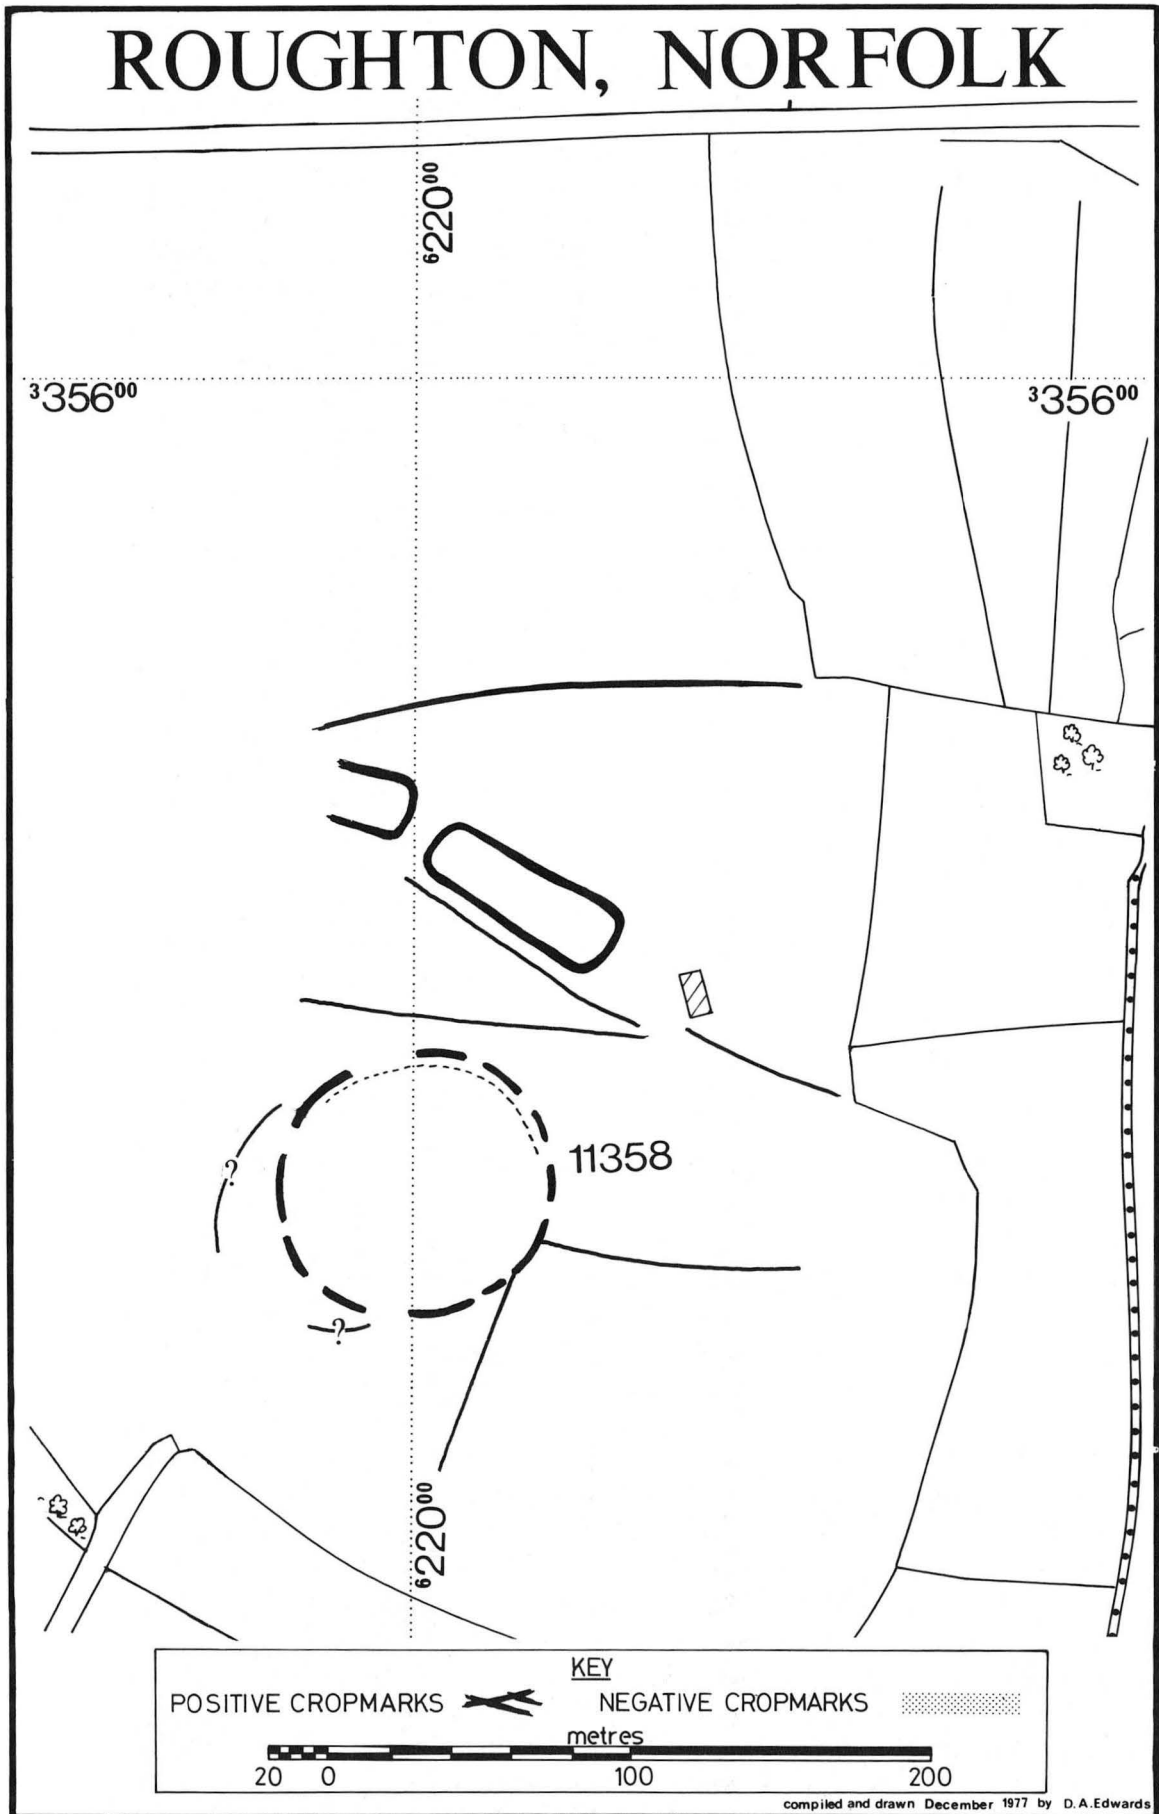 ROUGHTON, NORFOLK
⁶220⁰⁰
³356⁰⁰ ³356⁰⁰
11358
?
?
⁶220⁰⁰
KEY
POSITIVE CROPMARKS NEGATIVE CROPMARKS
metres
20 0 100 200
compiled and drawn December 1977 by D.A.Edwards